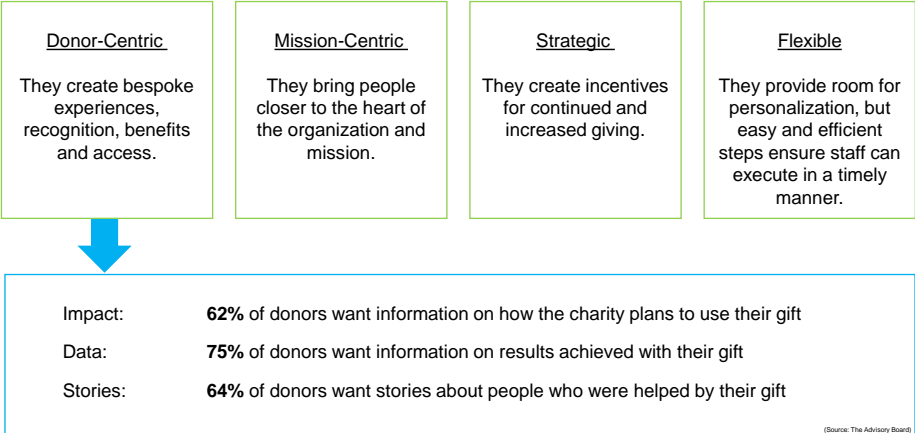 Donor-Centric
They create bespoke
experiences,
recognition, benefits
and access.
Mission-Centric
They bring people
closer to the heart of
the organization and
mission.
Strategic
They create incentives
for continued and
increased giving.
Flexible
They provide room for
personalization, but
easy and efficient
steps ensure staff can
execute in a timely
manner.
Impact: 62% of donors want information on how the charity plans to use their gift
Data: 75% of donors want information on results achieved with their gift
Stories: 64% of donors want stories about people who were helped by their gift
(Source: The Advisory Board)